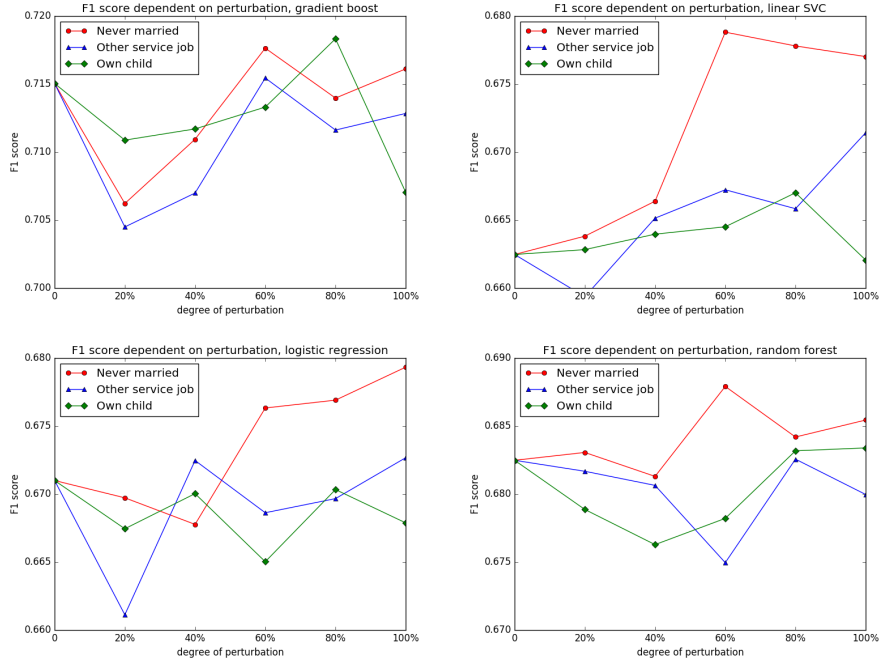 F1 score dependent on perturbation, gradient boost
0.720
0.715
0.710
0.705
0.700
F1 score
Never married
Other service job
Own child
0 20% 40% 60% 80% 100%
degree of perturbation
F1 score dependent on perturbation, linear SVC
0.680
0.675
0.670
0.665
0.660
F1 score
Never married
Other service job
Own child
0 20% 40% 60% 80% 100%
degree of perturbation
F1 score dependent on perturbation, logistic regression
0.680
0.675
0.670
0.665
0.660
F1 score
Never married
Other service job
Own child
0 20% 40% 60% 80% 100%
degree of perturbation
F1 score dependent on perturbation, random forest
0.690
0.685
0.680
0.675
0.670
F1 score
Never married
Other service job
Own child
0 20% 40% 60% 80% 100%
degree of perturbation